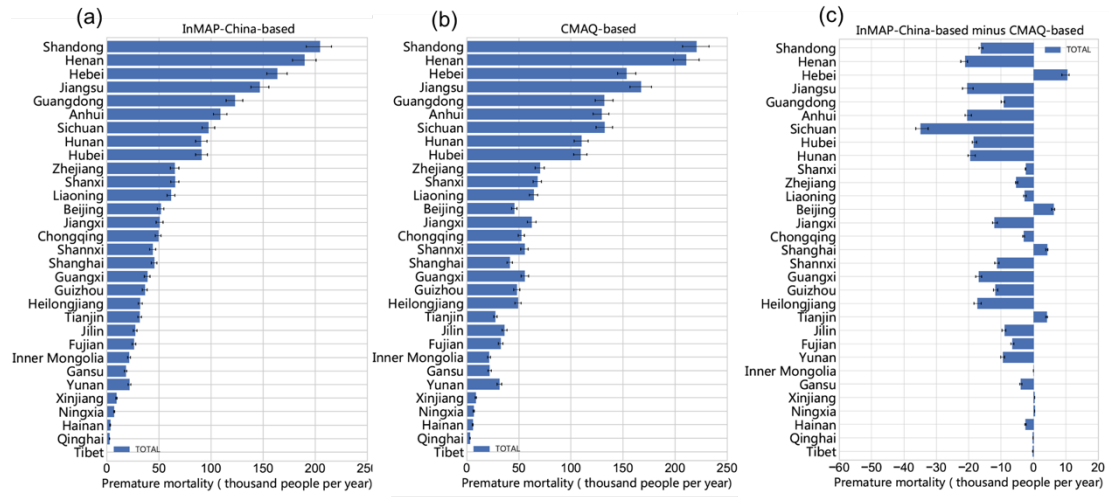 (a)
InMAP-China-based
Shandong
Henan
Hebei
Jiangsu
Guangdong
Anhui
Sichuan
Hunan
Hubei
Zhejiang
Shanxi
Liaoning
Beijing
Jiangxi
Chongqing
Shannxi
Shanghai
Guangxi
Guizhou
Heilongjiang
Tianjin
Jilin
Fujian
Inner Mongolia
Gansu
Yunan
Xinjiang
Ningxia
Hainan
Qinghai
Tibet
TOTAL
0 50 100 150 200 250
Premature mortality ( thousand people per year)
(b)
CMAQ-based
Shandong
Henan
Hebei
Jiangsu
Guangdong
Anhui
Sichuan
Hunan
Hubei
Zhejiang
Shanxi
Liaoning
Beijing
Jiangxi
Chongqing
Shannxi
Shanghai
Guangxi
Guizhou
Heilongjiang
Tianjin
Jilin
Fujian
Inner Mongolia
Gansu
Yunan
Xinjiang
Ningxia
Hainan
Qinghai
Tibet
TOTAL
0 50 100 150 200 250
Premature mortality ( thousand people per year)
(c)
InMAP-China-based minus CMAQ-based
TOTAL
Shandong
Henan
Hebei
Jiangsu
Guangdong
Anhui
Sichuan
Hubei
Hunan
Shanxi
Zhejiang
Liaoning
Beijing
Jiangxi
Chongqing
Shanghai
Shannxi
Guangxi
Guizhou
Heilongjiang
Tianjin
Jilin
Fujian
Yunan
Inner Mongolia
Gansu
Xinjiang
Ningxia
Hainan
Qinghai
Tibet
−60 −50 −40 −30 −20 −10 0 10 20
Premature mortality ( thousand people per year)